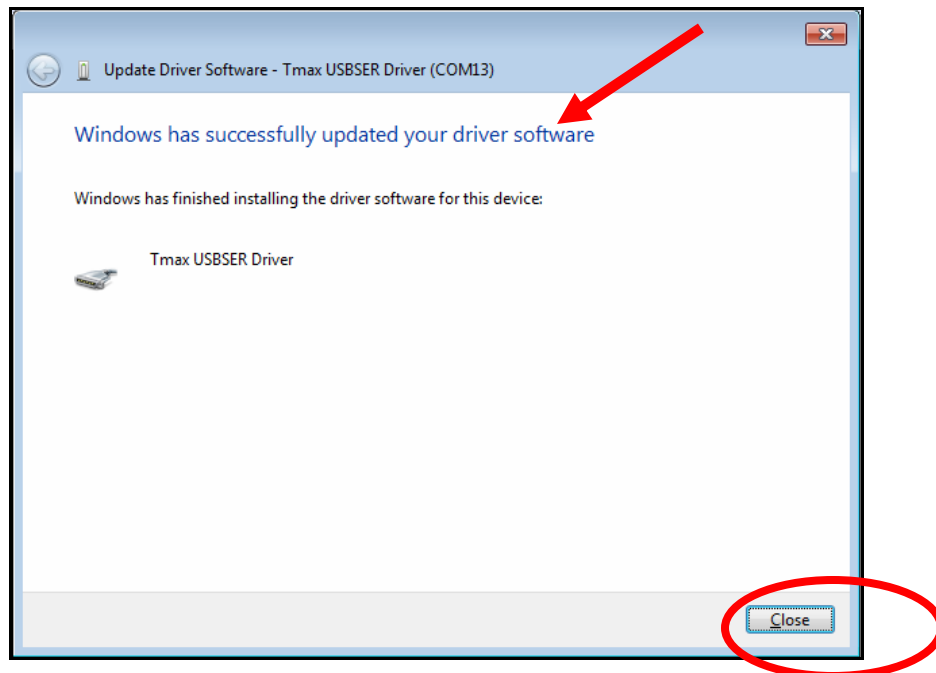 Update Driver Software - Tmax USBSER Driver (COM13)
Windows has successfully updated your driver software
Windows has finished installing the driver software for this device:
Tmax USBSER Driver
Close